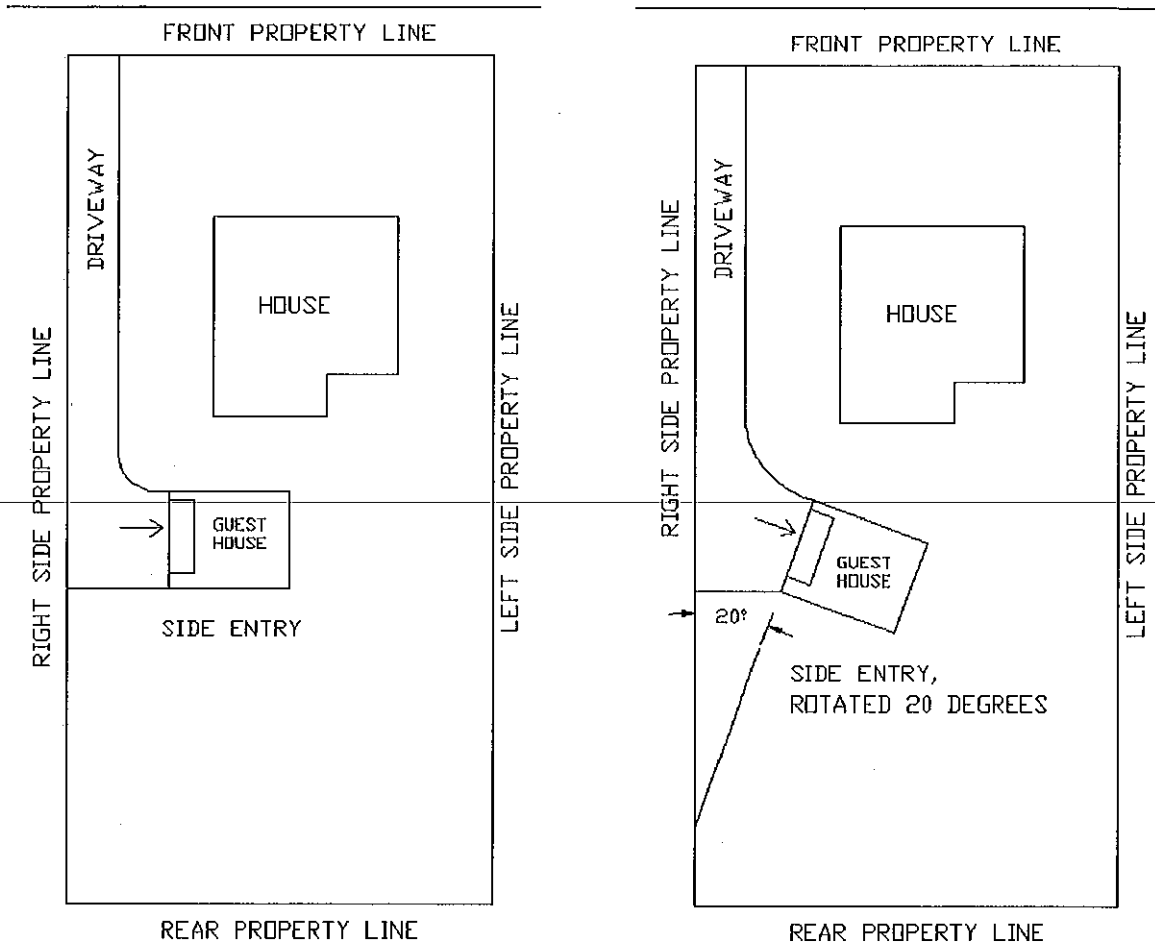 FRONT PROPERTY LINE
DRIVEWAY
HOUSE
RIGHT SIDE PROPERTY LINE
LEFT SIDE PROPERTY LINE
GUEST
HOUSE
SIDE ENTRY
REAR PROPERTY LINE
FRONT PROPERTY LINE
DRIVEWAY
RIGHT SIDE PROPERTY LINE
HOUSE
LEFT SIDE PROPERTY LINE
GUEST
HOUSE
20°
SIDE ENTRY,
ROTATED 20 DEGREES
REAR PROPERTY LINE